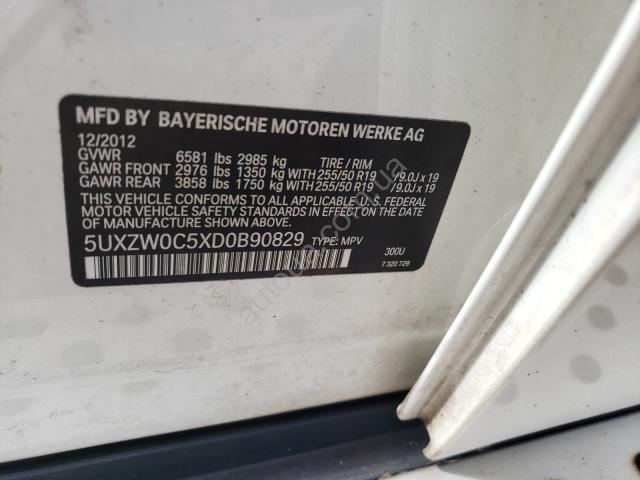 MFD BY BAYERISCHE MOTOREN WERKE AG
12/2012
GVWR 6581 lbs 2985 kg TIRE / RIM
GAWR FRONT 2976 lbs 1350 kg WITH 255/50 R19 /9.0J x 19
GAWR REAR 3858 lbs 1750 kg WITH 255/50 R19 /9.0J x 19
THIS VEHICLE CONFORMS TO ALL APPLICABLE U.S. FEDERAL
MOTOR VEHICLE SAFETY STANDARDS IN EFFECT ON THE
DATE OF MANUFACTURE SHOWN ABOVE.
5UXZW0C5XD0B90829 TYPE: MPV 300U
7 320 729